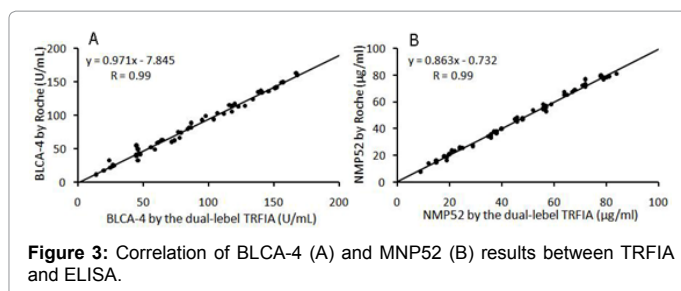 A
y = 0.971x - 7.845
R = 0.99
BLCA-4 by Roche (U/mL)
200
150
100
50
0
0 50 100 150 200
BLCA-4 by the dual-lebel TRFIA (U/mL)
B
y = 0.863x - 0.732
R = 0.99
NMP52 by Roche (µg/ml)
100
80
60
40
20
0
0 20 40 60 80 100
NMP52 by the dual-lebel TRFIA (µg/ml)
Figure 3: Correlation of BLCA-4 (A) and MNP52 (B) results between TRFIA
and ELISA.